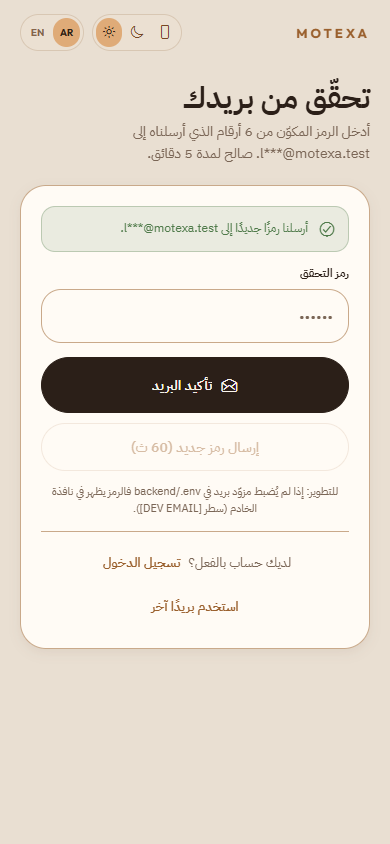 MOTEXA
AR EN
تحقّق من بريدك
أدخل الرمز المكوّن من 6 أرقام الذي أرسلناه إلى
l***@motexa.test. صالح لمدة 5 دقائق.
أرسلنا رمزًا جديدًا إلى l***@motexa.test.
رمز التحقق
••••••
تأكيد البريد
إرسال رمز جديد (60 ث)
للتطوير: إذا لم يُضبط مزوّد بريد في backend/.env فالرمز يظهر في نافذة
الخادم (سطر [DEV EMAIL]).
لديك حساب بالفعل؟ تسجيل الدخول
استخدم بريدًا آخر